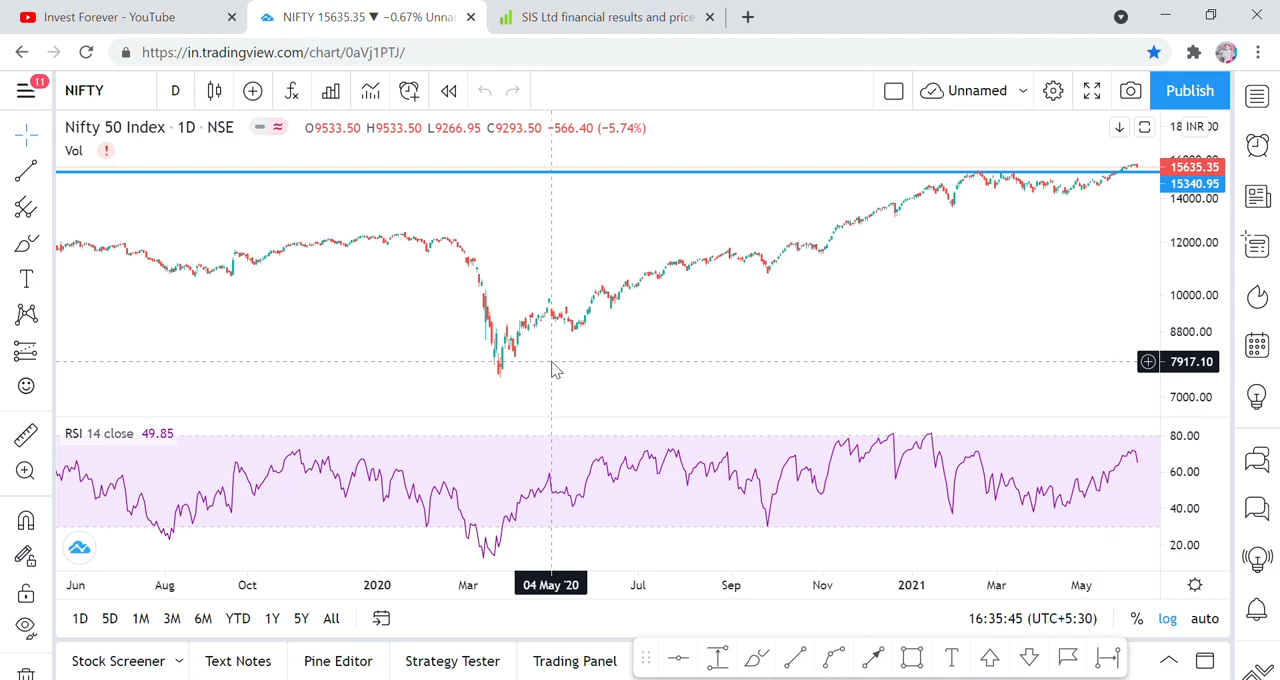 Invest Forever - YouTube
NIFTY 15635.35 ▼ −0.67% Unna
SIS Ltd financial results and price
https://in.tradingview.com/chart/0aVj1PTJ/
11
NIFTY
D
Unnamed
Publish
Nifty 50 Index · 1D · NSE
O9533.50 H9533.50 L9266.95 C9293.50 −566.40 (−5.74%)
Vol
INR
16000.00
15635.35
15340.95
14000.00
12000.00
10000.00
8800.00
7917.10
7000.00
RSI 14 close 49.85
80.00
60.00
40.00
20.00
Jun Aug Oct 2020 Mar 04 May '20 Jul Sep Nov 2021 Mar May
1D 5D 1M 3M 6M YTD 1Y 5Y All
16:35:45 (UTC+5:30) % log auto
Stock Screener Text Notes Pine Editor Strategy Tester Trading Panel
T